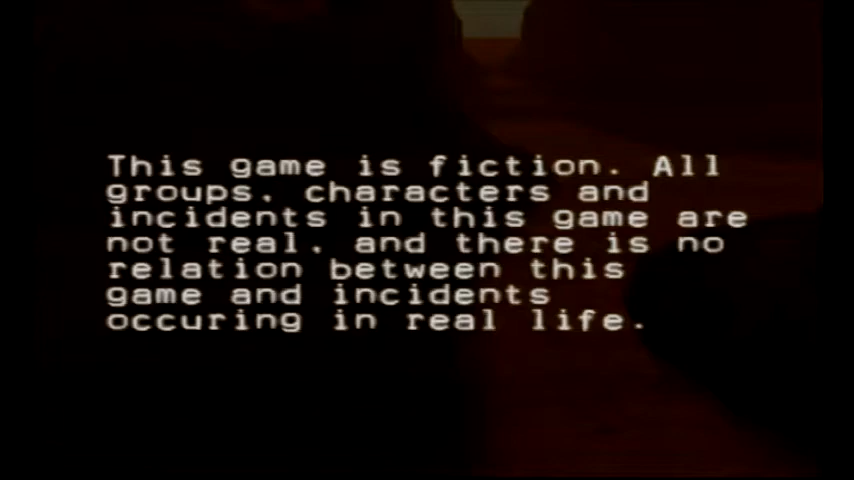 This game is fiction. All
groups, characters and
incidents in this game are
not real, and there is no
relation between this
game and incidents
occuring in real life.